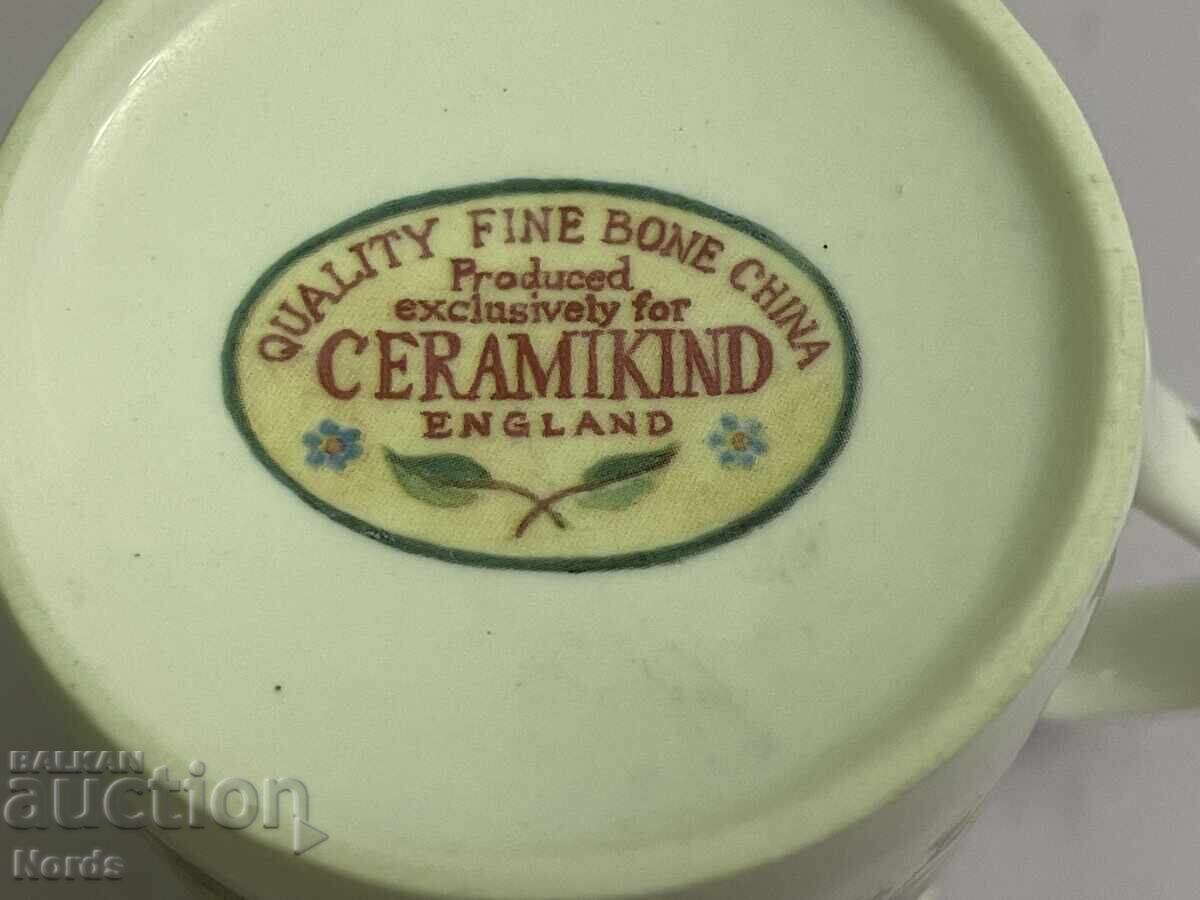 QUALITY FINE BONE CHINA
Produced
exclusively for
CERAMIKIND
ENGLAND
BALKAN
auction
Nords